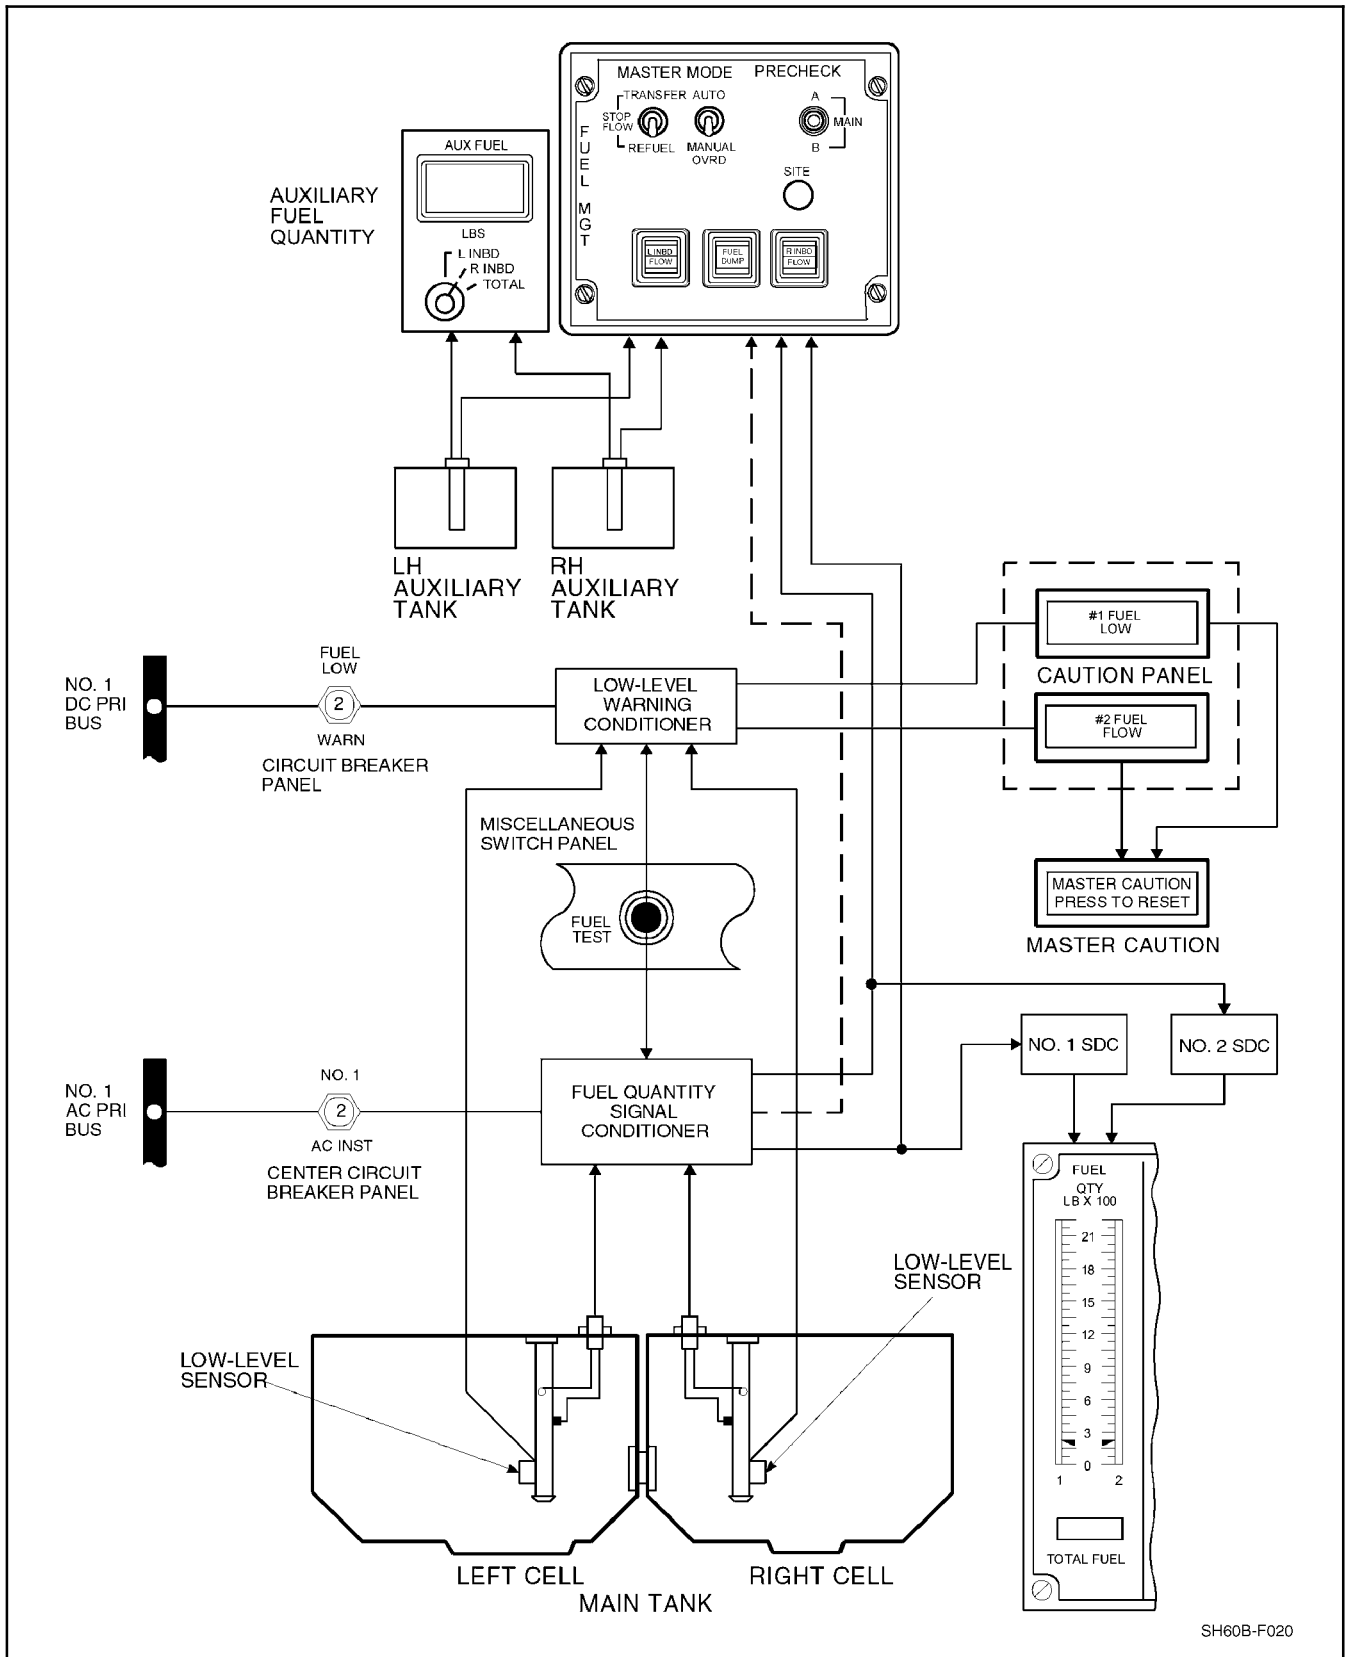 MASTER MODE
PRECHECK
TRANSFER AUTO
STOP
FLOW
REFUEL
MANUAL
OVRD
A
MAIN
B
SITE
FUEL MGT
L INBD
FLOW
FUEL
DUMP
R INBD
FLOW
AUX FUEL
LBS
L INBD
R INBD
TOTAL
AUXILIARY
FUEL
QUANTITY
LH
AUXILIARY
TANK
RH
AUXILIARY
TANK
#1 FUEL
LOW
CAUTION PANEL
#2 FUEL
FLOW
NO. 1
DC PRI
BUS
FUEL
LOW
2
WARN
CIRCUIT BREAKER
PANEL
LOW-LEVEL
WARNING
CONDITIONER
MISCELLANEOUS
SWITCH PANEL
FUEL
TEST
MASTER CAUTION
PRESS TO RESET
MASTER CAUTION
NO. 1 SDC
NO. 2 SDC
NO. 1
AC PRI
BUS
NO. 1
2
AC INST
CENTER CIRCUIT
BREAKER PANEL
FUEL QUANTITY
SIGNAL
CONDITIONER
FUEL
QTY
LB X 100
21
18
15
12
9
6
3
0
1 2
TOTAL FUEL
LOW-LEVEL
SENSOR
LOW-LEVEL
SENSOR
LEFT CELL
RIGHT CELL
MAIN TANK
SH60B-F020